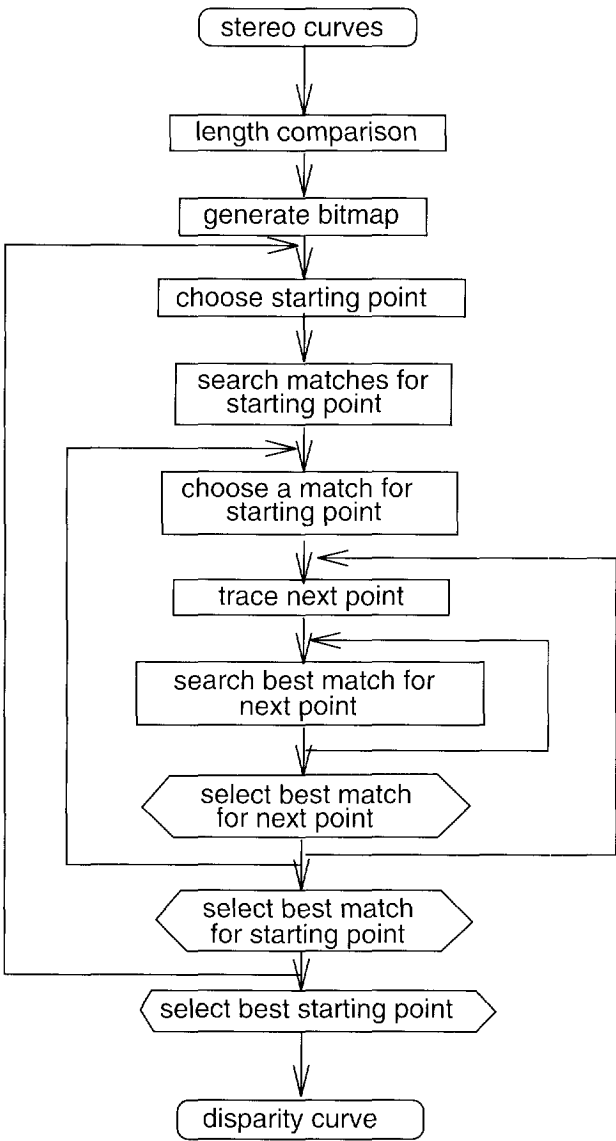 stereo curves
length comparison
generate bitmap
choose starting point
search matches for
starting point
choose a match for
starting point
trace next point
search best match for
next point
select best match
for next point
select best match
for starting point
select best starting point
disparity curve